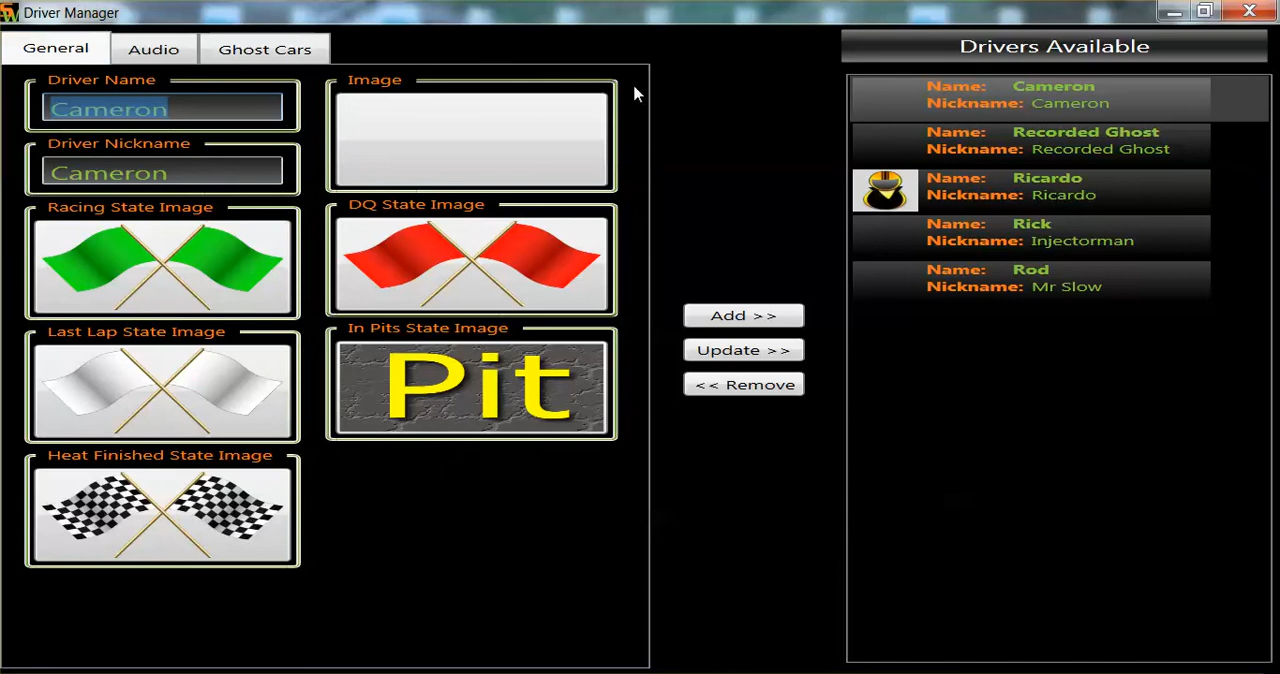 Driver Manager
General
Audio
Ghost Cars
Driver Name
Cameron
Driver Nickname
Cameron
Racing State Image
Last Lap State Image
Heat Finished State Image
Image
DQ State Image
In Pits State Image
Pit
Add >>
Update >>
<< Remove
Drivers Available
Name: Cameron
Nickname: Cameron
Name: Recorded Ghost
Nickname: Recorded Ghost
Name: Ricardo
Nickname: Ricardo
Name: Rick
Nickname: Injectorman
Name: Rod
Nickname: Mr Slow